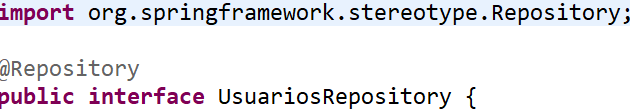 import org.springframework.stereotype.Repository;
@Repository
public interface UsuariosRepository {